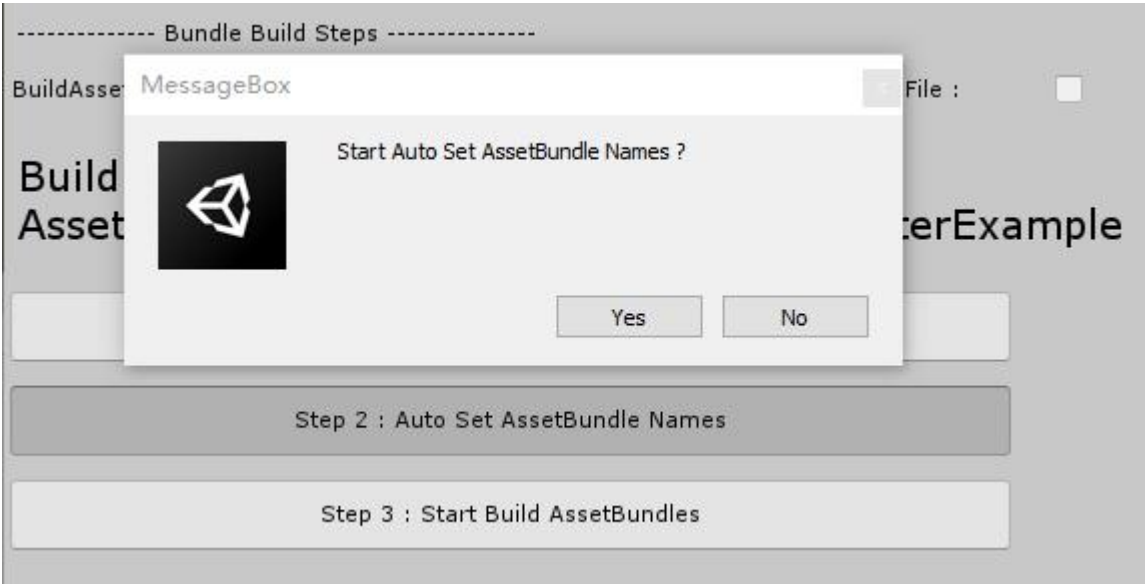 -------------- Bundle Build Steps ---------------
BuildAsse
File :
MessageBox
Start Auto Set AssetBundle Names ?
Build
Asset
terExample
Yes No
Step 2 : Auto Set AssetBundle Names
Step 3 : Start Build AssetBundles